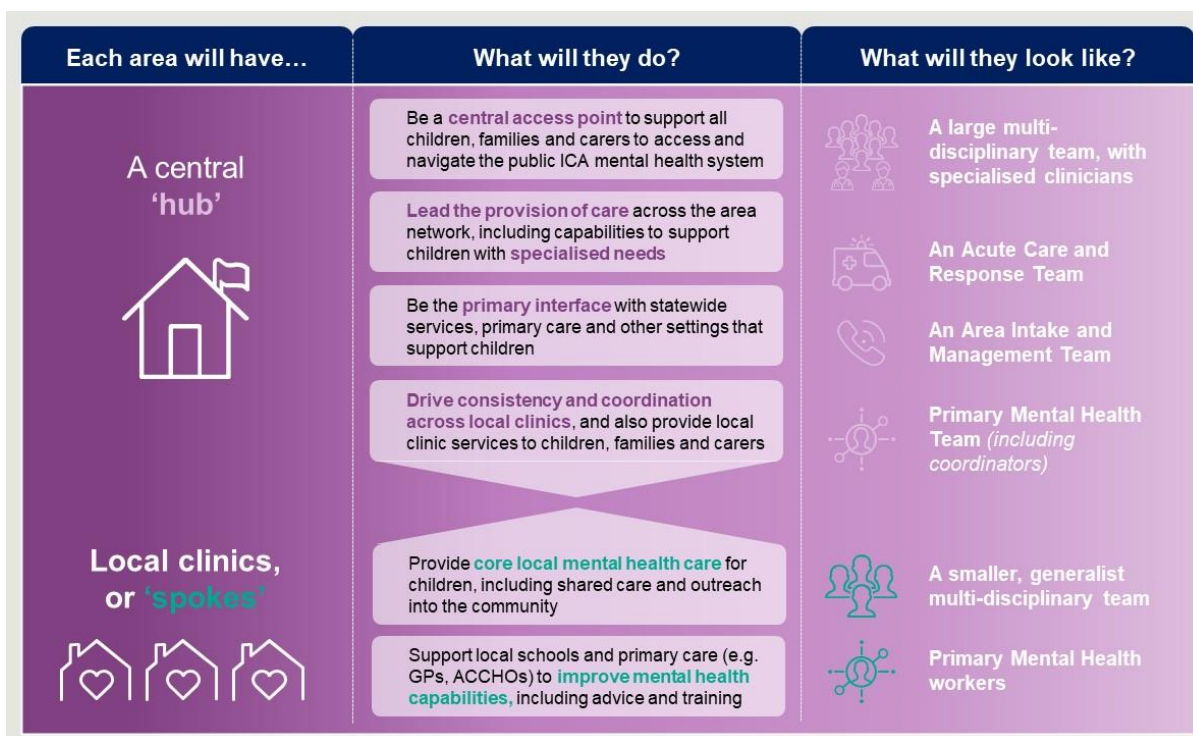 Each area will have…
What will they do?
What will they look like?
A central
‘hub’
Be a central access point to support all
children, families and carers to access and
navigate the public ICA mental health system
Lead the provision of care across the area
network, including capabilities to support
children with specialised needs
Be the primary interface with statewide
services, primary care and other settings that
support children
Drive consistency and coordination
across local clinics, and also provide local
clinic services to children, families and carers
A large multi-
disciplinary team, with
specialised clinicians
An Acute Care and
Response Team
An Area Intake and
Management Team
Primary Mental Health
Team (including
coordinators)
Local clinics,
or ‘spokes’
Provide core local mental health care for
children, including shared care and outreach
into the community
Support local schools and primary care (e.g.
GPs, ACCHOs) to improve mental health
capabilities, including advice and training
A smaller, generalist
multi-disciplinary team
Primary Mental Health
workers